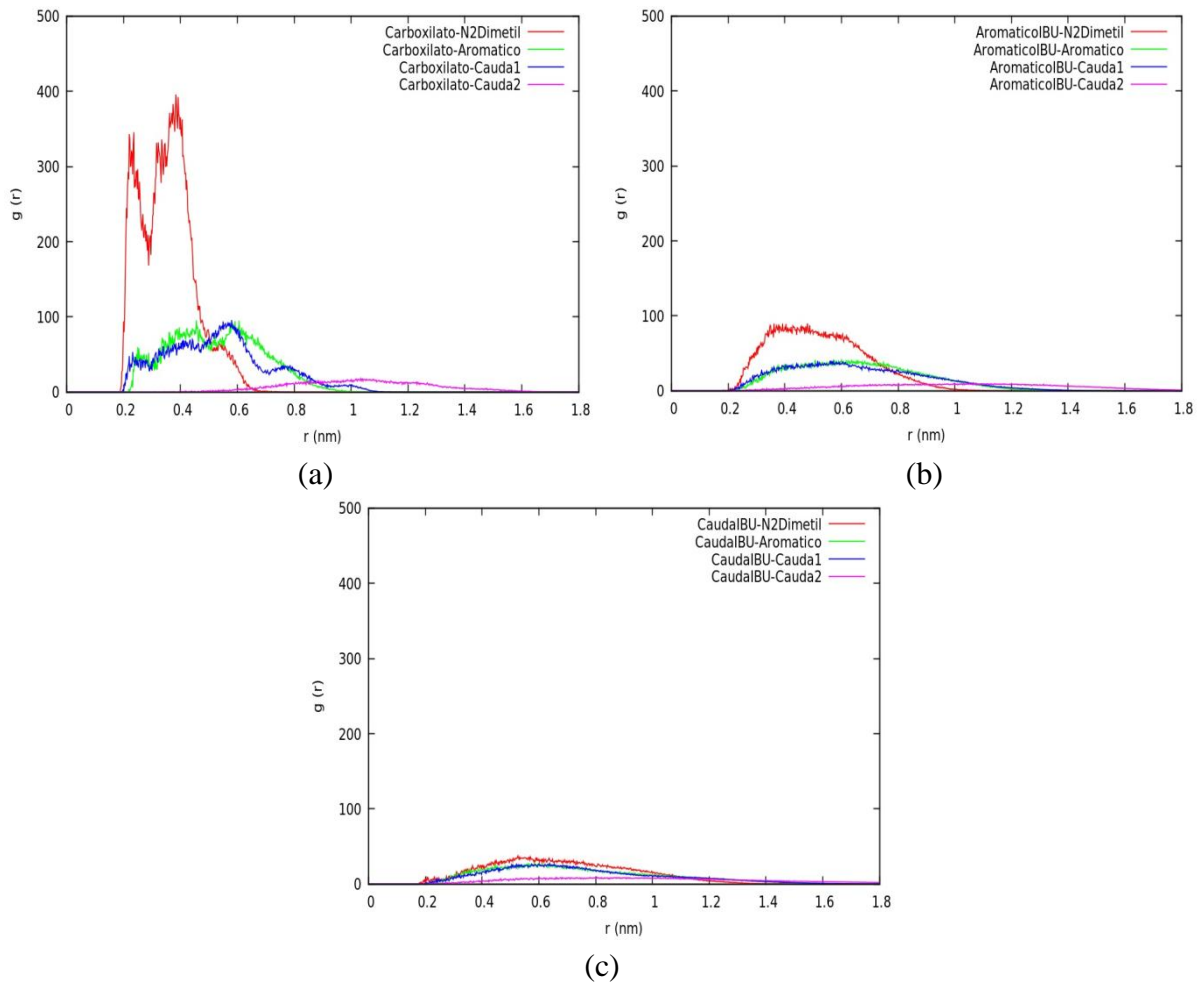 500
400
300
200
100
0
g (r)
Carboxilato-N2Dimetil
Carboxilato-Aromatico
Carboxilato-Cauda1
Carboxilato-Cauda2
0 0.2 0.4 0.6 0.8 1 1.2 1.4 1.6 1.8
r (nm)
(a)
500
400
300
200
100
0
g (r)
AromaticoIBU-N2Dimetil
AromaticoIBU-Aromatico
AromaticoIBU-Cauda1
AromaticoIBU-Cauda2
0 0.2 0.4 0.6 0.8 1 1.2 1.4 1.6 1.8
r (nm)
(b)
500
400
300
200
100
0
g (r)
CaudaIBU-N2Dimetil
CaudaIBU-Aromatico
CaudaIBU-Cauda1
CaudaIBU-Cauda2
0 0.2 0.4 0.6 0.8 1 1.2 1.4 1.6 1.8
r (nm)
(c)